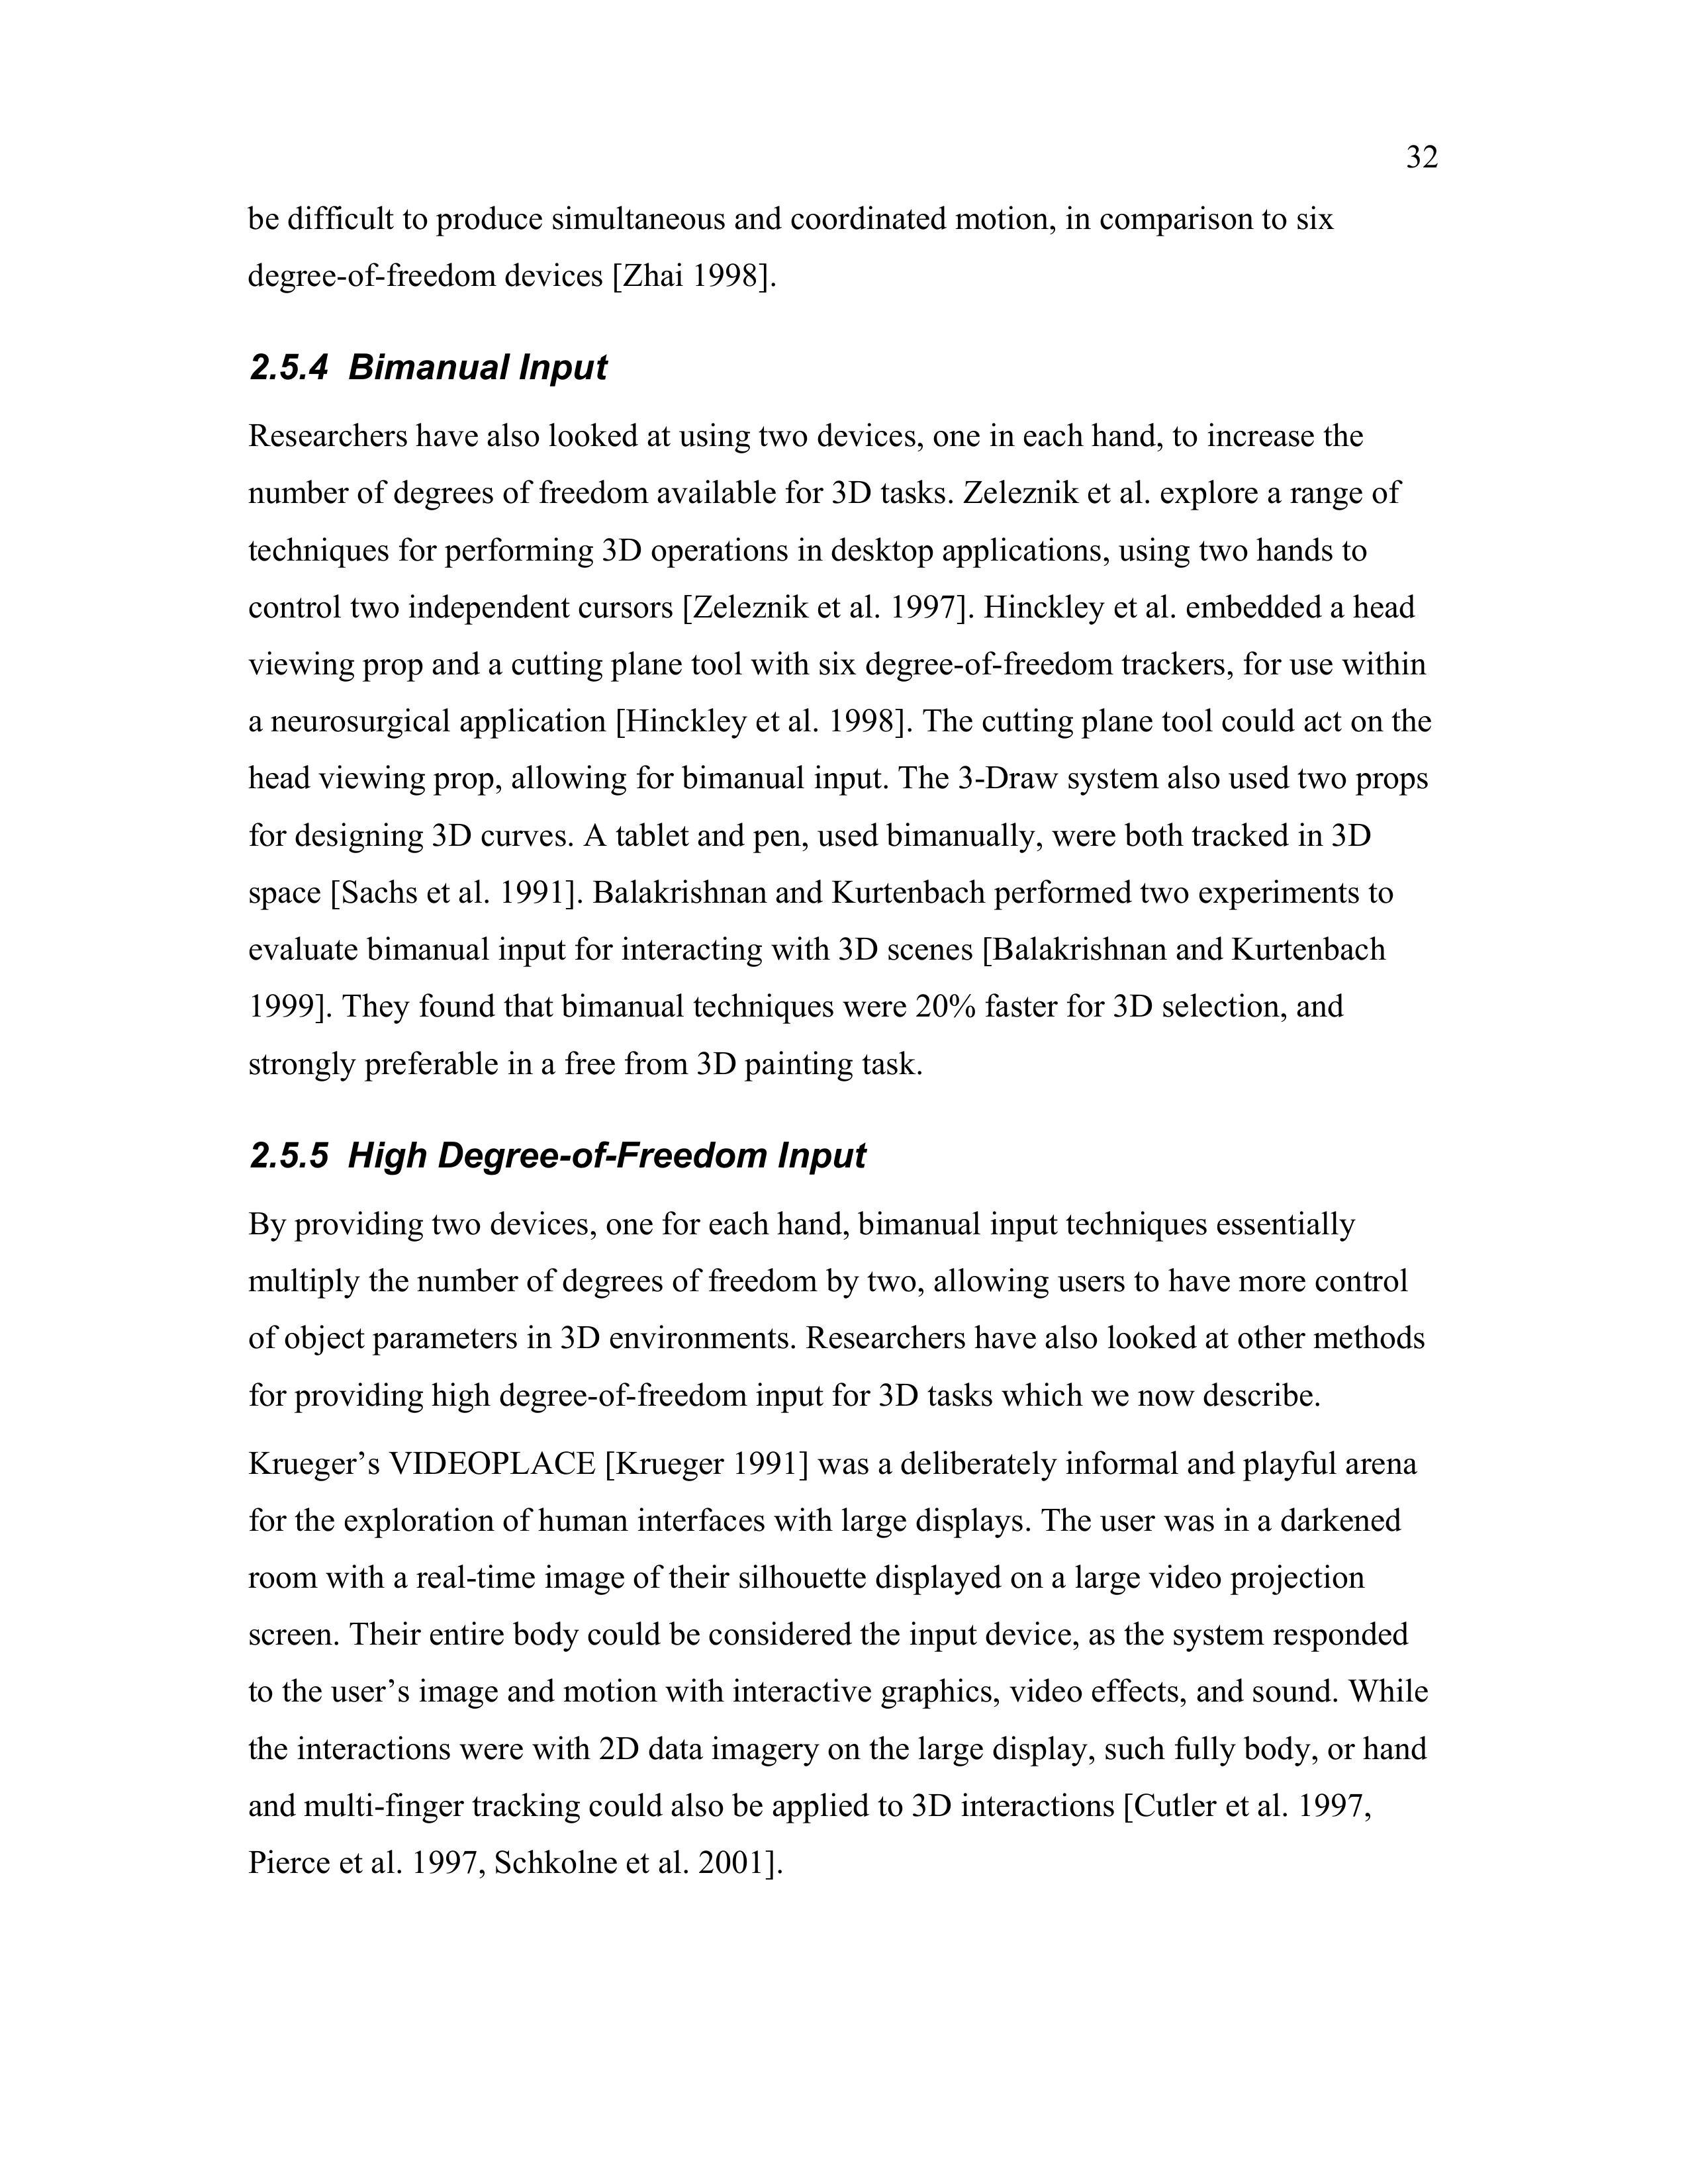 32
be difficult to produce simultaneous and coordinated motion, in comparison to six
degree-of-freedom devices [Zhai 1998].
2.5.4 Bimanual Input
Researchers have also looked at using two devices, one in each hand, to increase the
number of degrees of freedom available for 3D tasks. Zeleznik et al. explore a range of
techniques for performing 3D operations in desktop applications, using two hands to
control two independent cursors [Zeleznik et al. 1997]. Hinckley et al. embedded a head
viewing prop and a cutting plane tool with six degree-of-freedom trackers, for use within
a neurosurgical application [Hinckley et al. 1998]. The cutting plane tool could act on the
head viewing prop, allowing for bimanual input. The 3-Draw system also used two props
for designing 3D curves. A tablet and pen, used bimanually, were both tracked in 3D
space [Sachs et al. 1991]. Balakrishnan and Kurtenbach performed two experiments to
evaluate bimanual input for interacting with 3D scenes [Balakrishnan and Kurtenbach
1999]. They found that bimanual techniques were 20% faster for 3D selection, and
strongly preferable in a free from 3D painting task.
2.5.5 High Degree-of-Freedom Input
By providing two devices, one for each hand, bimanual input techniques essentially
multiply the number of degrees of freedom by two, allowing users to have more control
of object parameters in 3D environments. Researchers have also looked at other methods
for providing high degree-of-freedom input for 3D tasks which we now describe.
Krueger’s VIDEOPLACE [Krueger 1991] was a deliberately informal and playful arena
for the exploration of human interfaces with large displays. The user was in a darkened
room with a real-time image of their silhouette displayed on a large video projection
screen. Their entire body could be considered the input device, as the system responded
to the user’s image and motion with interactive graphics, video effects, and sound. While
the interactions were with 2D data imagery on the large display, such fully body, or hand
and multi-finger tracking could also be applied to 3D interactions [Cutler et al. 1997,
Pierce et al. 1997, Schkolne et al. 2001].